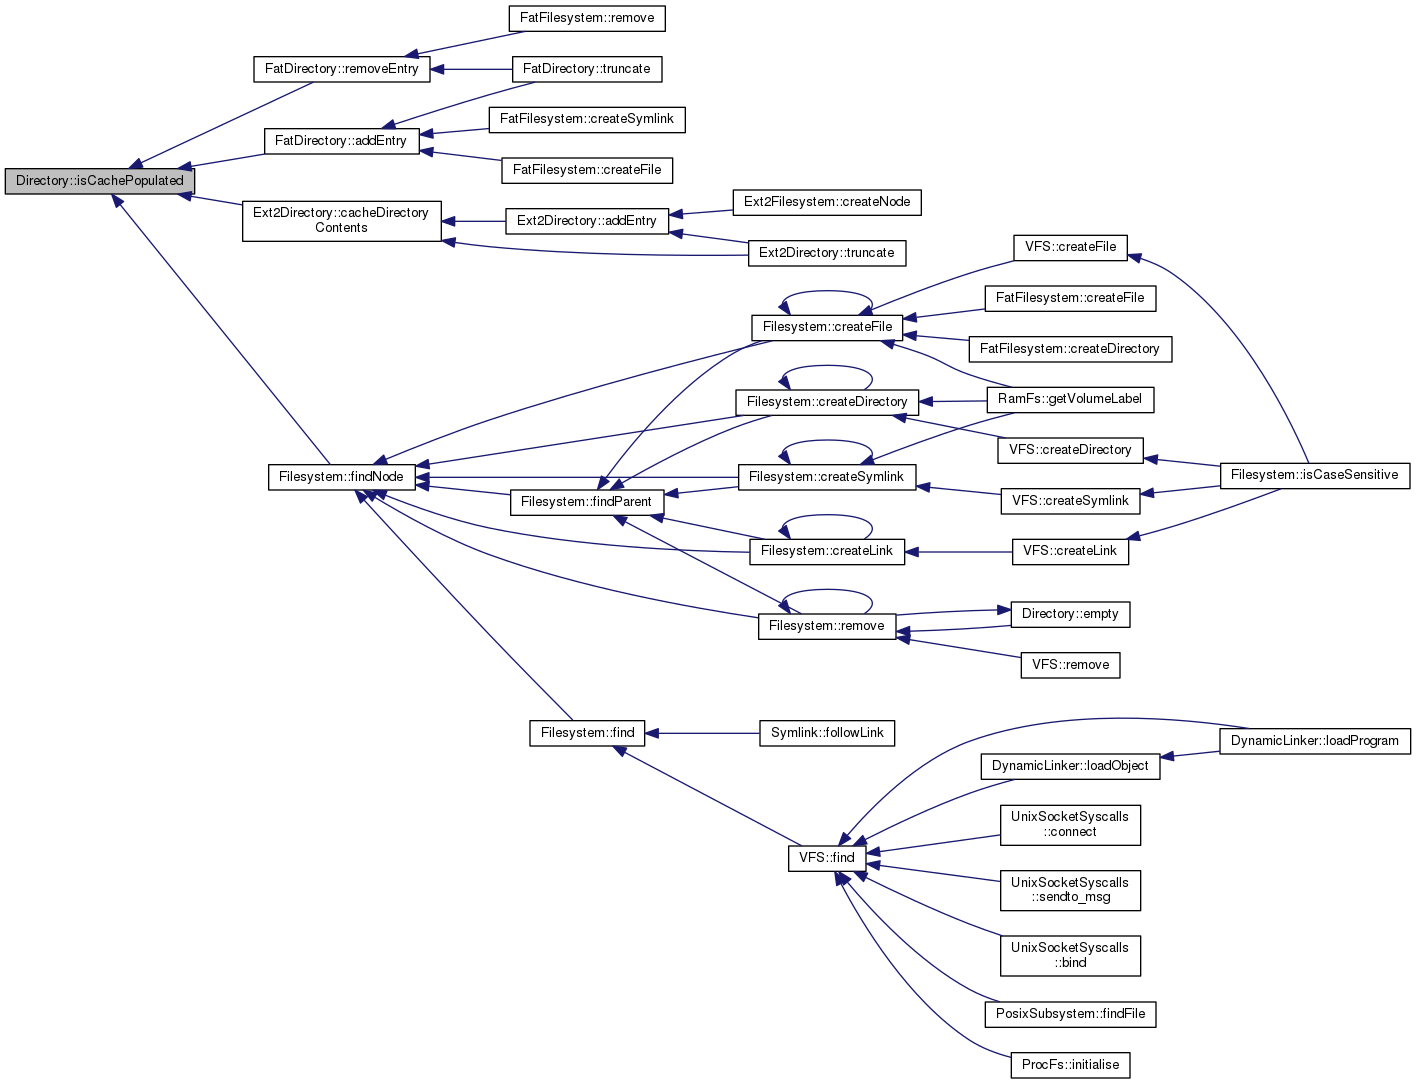 FatFilesystem::remove
FatDirectory::removeEntry
FatDirectory::truncate
FatFilesystem::createSymlink
FatDirectory::addEntry
FatFilesystem::createFile
Directory::isCachePopulated
Ext2Directory::cacheDirectory
Contents
Ext2Filesystem::createNode
Ext2Directory::addEntry
Ext2Directory::truncate
VFS::createFile
FatFilesystem::createFile
Filesystem::createFile
FatFilesystem::createDirectory
RamFs::getVolumeLabel
Filesystem::createDirectory
VFS::createDirectory
Filesystem::findNode
Filesystem::createSymlink
Filesystem::isCaseSensitive
Filesystem::findParent
VFS::createSymlink
Filesystem::createLink
VFS::createLink
Directory::empty
Filesystem::remove
VFS::remove
Filesystem::find
Symlink::followLink
DynamicLinker::loadProgram
DynamicLinker::loadObject
UnixSocketSyscalls
::connect
VFS::find
UnixSocketSyscalls
::sendto_msg
UnixSocketSyscalls
::bind
PosixSubsystem::findFile
ProcFs::initialise